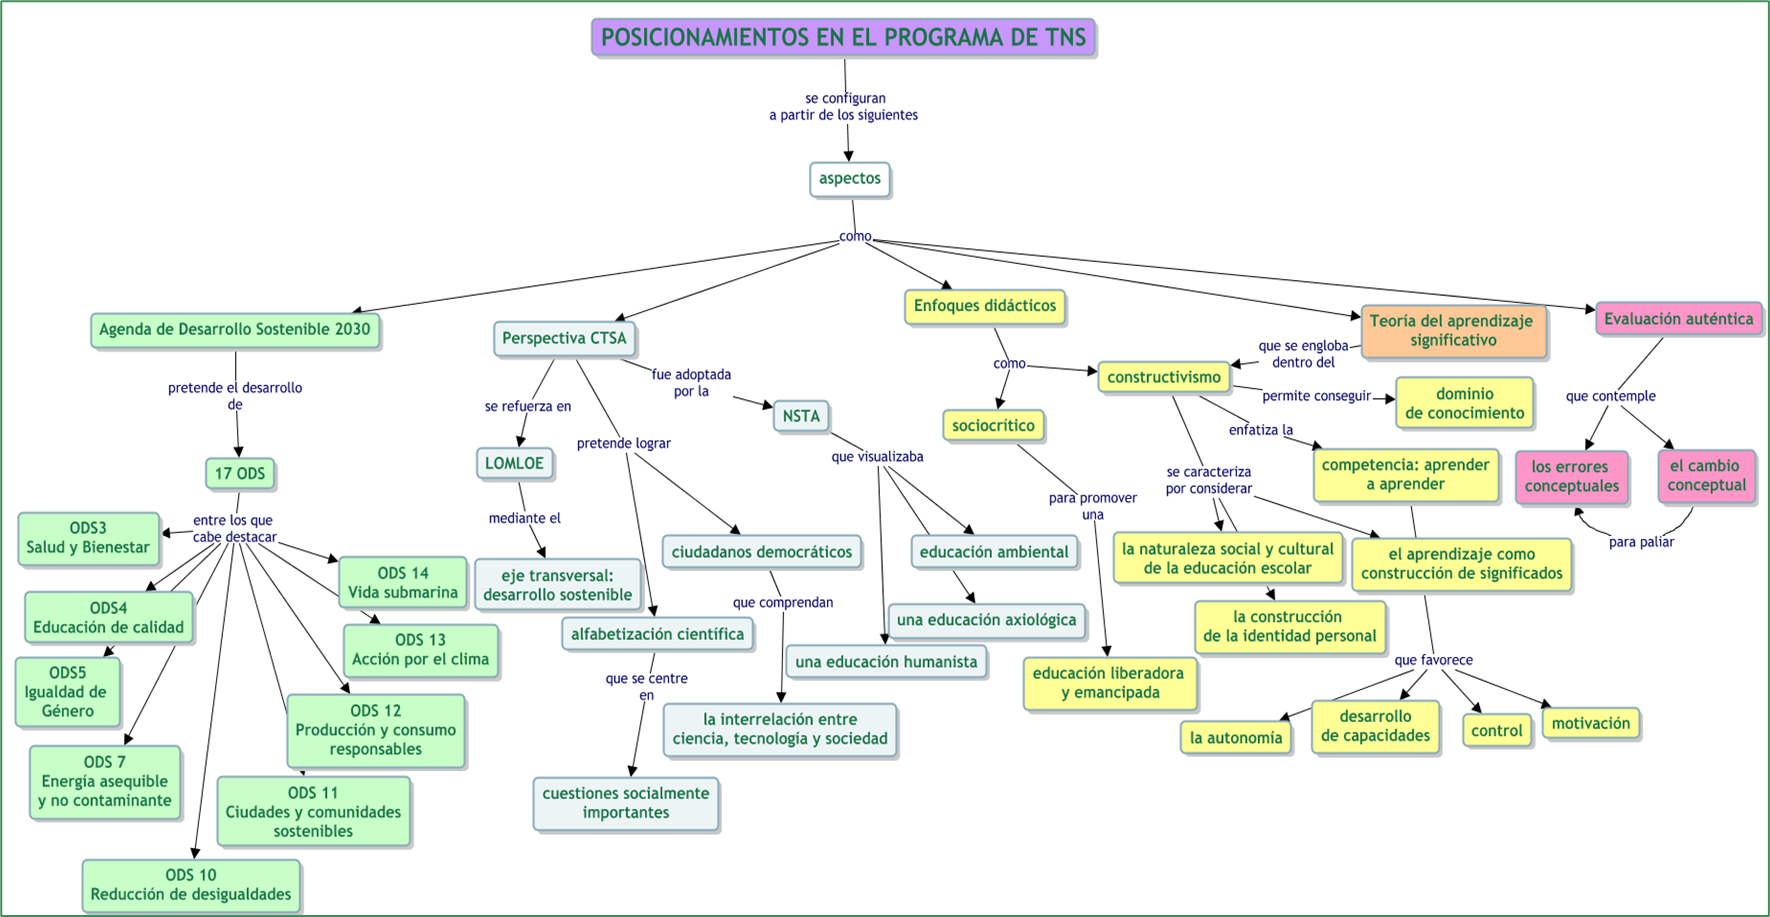 POSICIONAMIENTOS EN EL PROGRAMA DE TNS
se configuran
a partir de los siguientes
aspectos
como
Agenda de Desarrollo Sostenible 2030
pretende el desarrollo
de
17 ODS
entre los que
cabe destacar
ODS3
Salud y Bienestar
ODS4
Educación de calidad
ODS5
Igualdad de
Género
ODS 7
Energía asequible
y no contaminante
ODS 10
Reducción de desigualdades
ODS 11
Ciudades y comunidades
sostenibles
ODS 12
Producción y consumo
responsables
ODS 13
Acción por el clima
ODS 14
Vida submarina
Perspectiva CTSA
se refuerza en
LOMLOE
mediante el
eje transversal:
desarrollo sostenible
pretende lograr
alfabetización científica
que se centre
en
cuestiones socialmente
importantes
ciudadanos democráticos
que comprendan
la interrelación entre
ciencia, tecnología y sociedad
fue adoptada
por la
NSTA
que visualizaba
educación ambiental
una educación axiológica
una educación humanista
Enfoques didácticos
como
sociocrítico
para promover
una
educación liberadora
y emancipada
constructivismo
permite conseguir
dominio
de conocimiento
enfatiza la
competencia: aprender
a aprender
se caracteriza
por considerar
la naturaleza social y cultural
de la educación escolar
la construcción
de la identidad personal
el aprendizaje como
construcción de significados
que favorece
la autonomía
desarrollo
de capacidades
control
motivación
Teoría del aprendizaje
significativo
que se engloba
dentro del
Evaluación auténtica
que contemple
los errores
conceptuales
el cambio
conceptual
para paliar